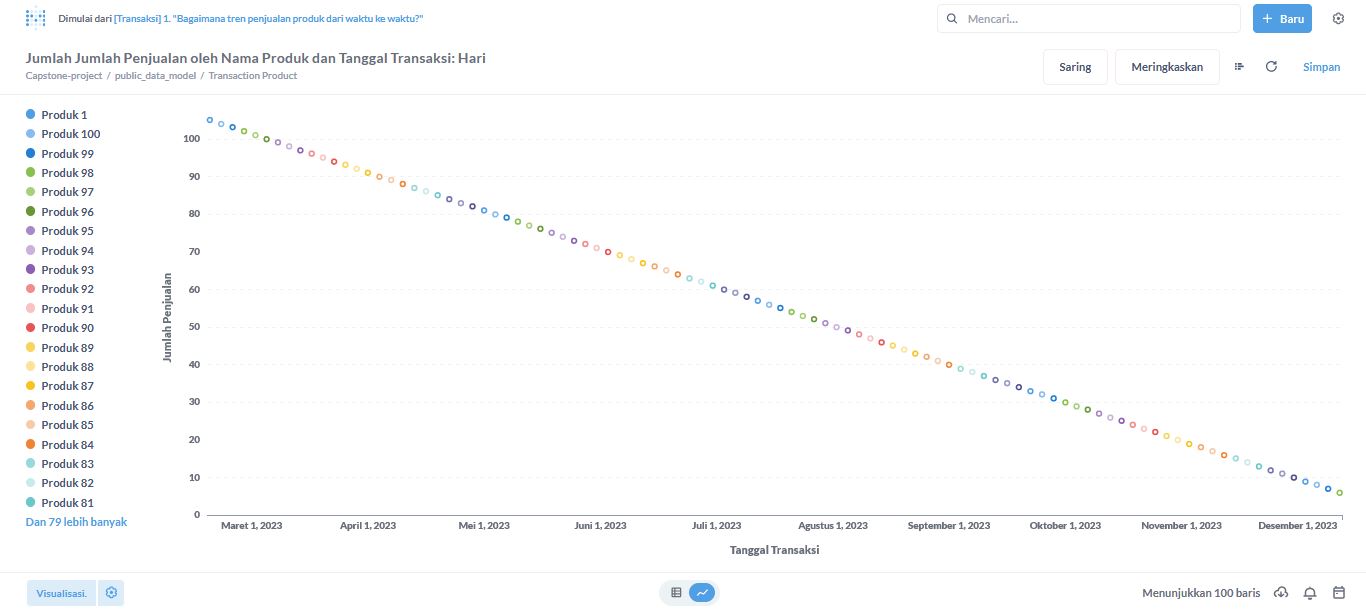 Dimulai dari [Transaksi] 1. "Bagaimana tren penjualan produk dari waktu ke waktu?"
Mencari...
Baru
Jumlah Jumlah Penjualan oleh Nama Produk dan Tanggal Transaksi: Hari
Capstone-project / public_data_model / Transaction Product
Saring
Meringkaskan
Simpan
Produk 1
Produk 100
Produk 99
Produk 98
Produk 97
Produk 96
Produk 95
Produk 94
Produk 93
Produk 92
Produk 91
Produk 90
Produk 89
Produk 88
Produk 87
Produk 86
Produk 85
Produk 84
Produk 83
Produk 82
Produk 81
Dan 79 lebih banyak
Jumlah Penjualan
100
90
80
70
60
50
40
30
20
10
0
Maret 1, 2023
April 1, 2023
Mei 1, 2023
Juni 1, 2023
Juli 1, 2023
Agustus 1, 2023
September 1, 2023
Oktober 1, 2023
November 1, 2023
Desember 1, 2023
Tanggal Transaksi
Visualisasi.
Menunjukkan 100 baris